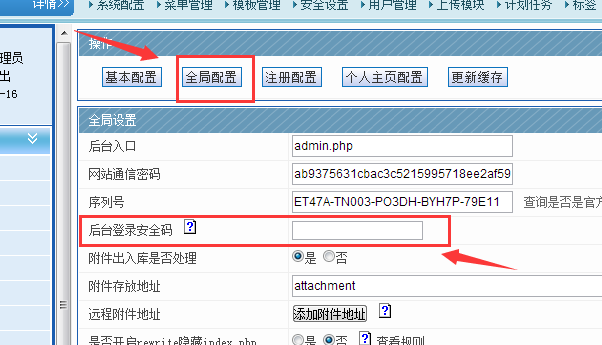 详情>> 系统配置 菜单管理 模板管理 安全设置 用户管理 上传模块 计划任务 标签
理员
出
-16
操作
基本配置 全局配置 注册配置 个人主页配置 更新缓存
全局设置
后台入口 admin.php
网站通信密码 ab9375631cbac3c5215995718ee2af59
序列号 ET47A-TN003-PO3DH-BYH7P-79E11 查询是否是官方
后台登录安全码 ?
附件出入库是否处理 是 否
附件存放地址 attachment
远程附件地址 添加附件地址 ?
是否开启rewrite隐藏index.php 是 否 ? 查看规则